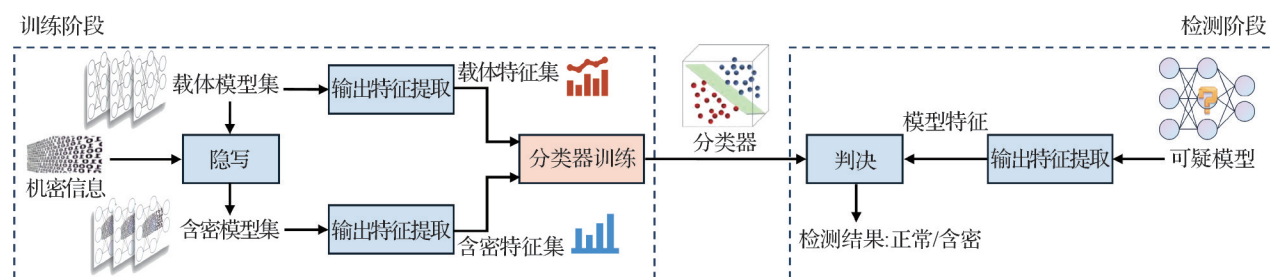 训练阶段
检测阶段
载体模型集
输出特征提取
载体特征集
机密信息
隐写
分类器训练
含密模型集
输出特征提取
含密特征集
分类器
判决
模型特征
输出特征提取
可疑模型
检测结果:正常/含密
?